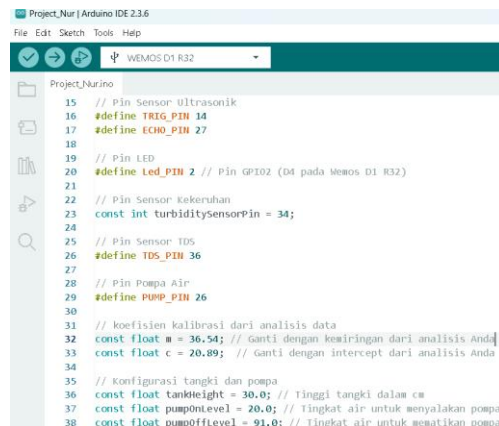 Project_Nur | Arduino IDE 2.3.6
File Edit Sketch Tools Help
WEMOS D1 R32
Project_Nur.ino
15 // Pin Sensor Ultrasonik
16 #define TRIG_PIN 14
17 #define ECHO_PIN 27
18
19 // Pin LED
20 #define Led_PIN 2 // Pin GPIO2 (D4 pada Wemos D1 R32)
21
22 // Pin Sensor Kekeruhan
23 const int turbiditySensorPin = 34;
24
25 // Pin Sensor TDS
26 #define TDS_PIN 36
27
28 // Pin Pompa Air
29 #define PUMP_PIN 26
30
31 // koefisien kalibrasi dari analisis data
32 const float m = 36.54; // Ganti dengan kemiringan dari analisis Anda
33 const float c = 20.89; // Ganti dengan intercept dari analisis Anda
34
35 // Konfigurasi tangki dan pompa
36 const float tankHeight = 30.0; // Tinggi tangki dalam cm
37 const float pumpOnLevel = 20.0; // Tingkat air untuk menyalakan pompa
38 const float pumpOffLevel = 91.0; // Tingkat air untuk mematikan pompa